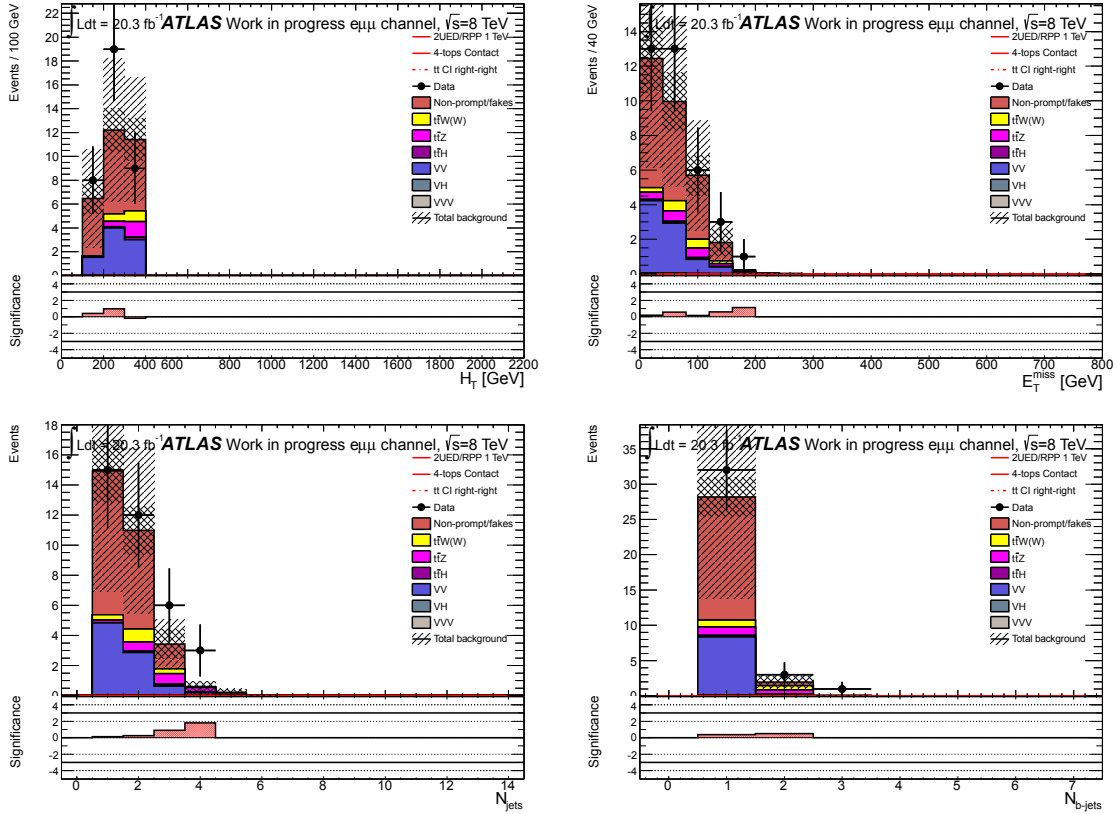 ∫ Ldt = 20.3 fb⁻¹ ATLAS Work in progress eμμ channel, √s=8 TeV
Events / 100 GeV
22
20
18
16
14
12
10
8
6
4
2
0
2UED/RPP 1 TeV
4-tops Contact
tt CI right-right
Data
Non-prompt/fakes
tt̄W(W)
tt̄Z
tt̄H
VV
VH
VVV
Total background
Significance
4
2
0
-2
-4
0 200 400 600 800 1000 1200 1400 1600 1800 2000 2200
H_T [GeV]
∫ Ldt = 20.3 fb⁻¹ ATLAS Work in progress eμμ channel, √s=8 TeV
Events / 40 GeV
14
12
10
8
6
4
2
0
2UED/RPP 1 TeV
4-tops Contact
tt CI right-right
Data
Non-prompt/fakes
tt̄W(W)
tt̄Z
tt̄H
VV
VH
VVV
Total background
Significance
4
2
0
-2
-4
0 100 200 300 400 500 600 700 800
E_T^miss [GeV]
∫ Ldt = 20.3 fb⁻¹ ATLAS Work in progress eμμ channel, √s=8 TeV
Events
18
16
14
12
10
8
6
4
2
0
2UED/RPP 1 TeV
4-tops Contact
tt CI right-right
Data
Non-prompt/fakes
tt̄W(W)
tt̄Z
tt̄H
VV
VH
VVV
Total background
Significance
4
2
0
-2
-4
0 2 4 6 8 10 12 14
N_jets
∫ Ldt = 20.3 fb⁻¹ ATLAS Work in progress eμμ channel, √s=8 TeV
Events
35
30
25
20
15
10
5
0
2UED/RPP 1 TeV
4-tops Contact
tt CI right-right
Data
Non-prompt/fakes
tt̄W(W)
tt̄Z
tt̄H
VV
VH
VVV
Total background
Significance
4
2
0
-2
-4
0 1 2 3 4 5 6 7
N_b-jets